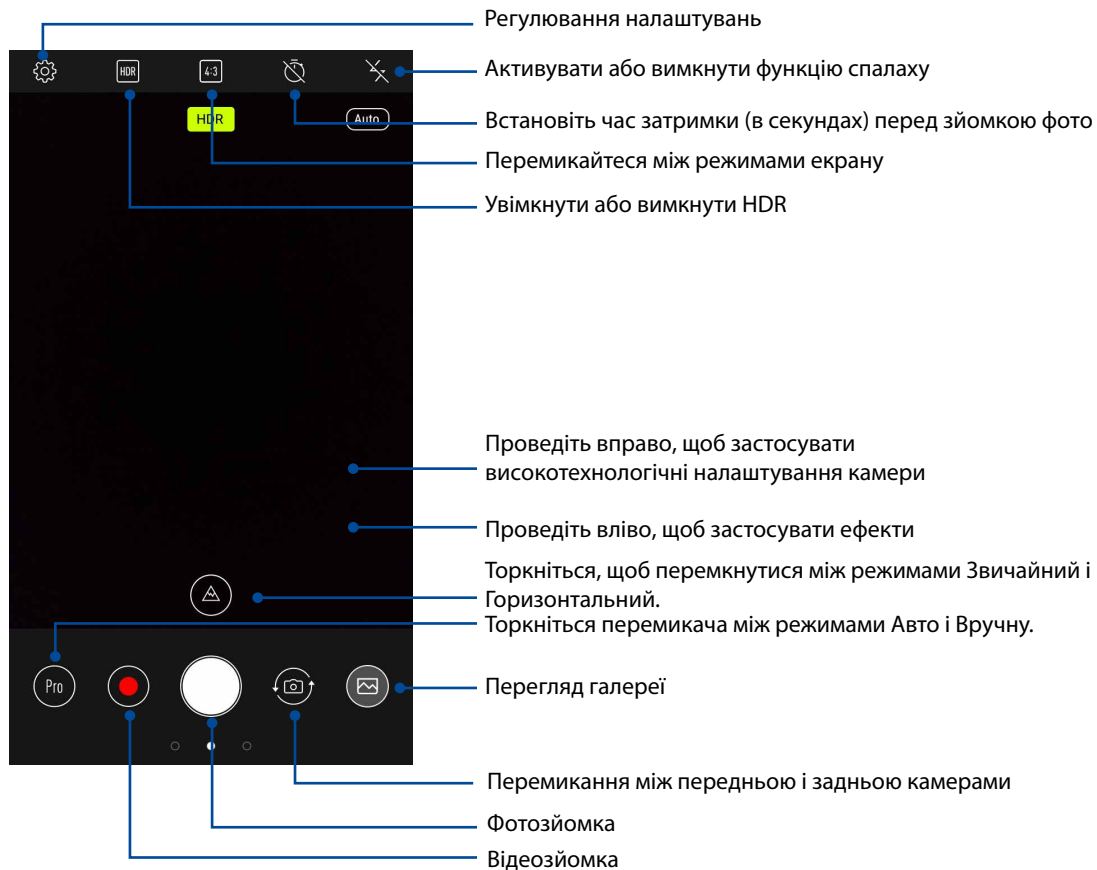 Регулювання налаштувань
HDR
4:3
Активувати або вимкнути функцію спалаху
HDR
Auto
Встановіть час затримки (в секундах) перед зйомкою фото
Перемикайтеся між режимами екрану
Увімкнути або вимкнути HDR
Проведіть вправо, щоб застосувати
високотехнологічні налаштування камери
Проведіть вліво, щоб застосувати ефекти
Торкніться, щоб перемкнутися між режимами Звичайний і
Горизонтальний.
Торкніться перемикача між режимами Авто і Вручну.
Pro
Перегляд галереї
Перемикання між передньою і задньою камерами
Фотозйомка
Відеозйомка